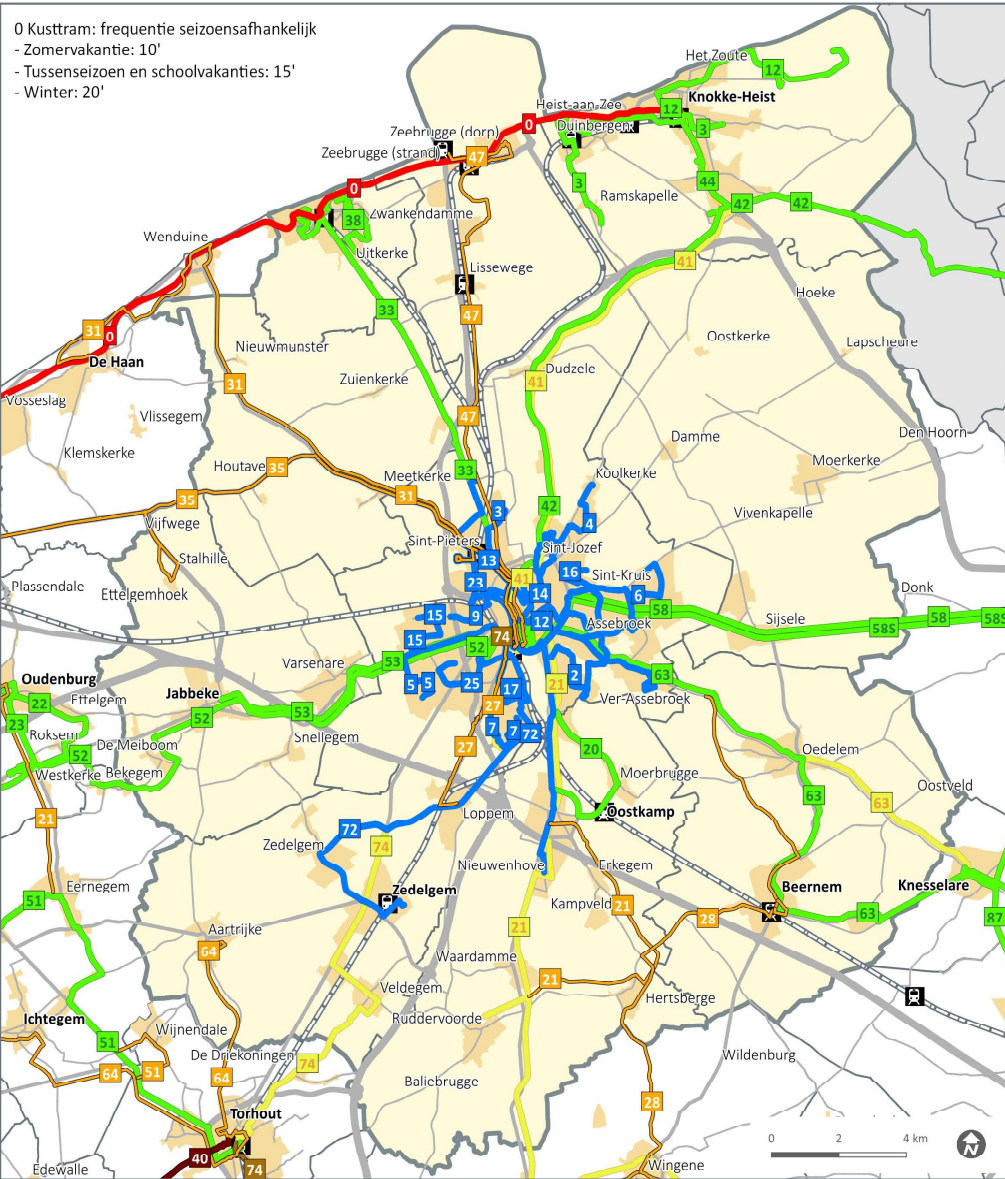 0 Kusttram: frequentie seizoensafhankelijk
- Zomervakantie: 10'
- Tussenseizoen en schoolvakanties: 15'
- Winter: 20'
Het Zoute
12
Knokke-Heist
12
Heist-aan-Zee
0
Duinbergen
3
Zeebrugge (dorp)
Zeebrugge (strand)
47
0
3
44
Ramskapelle
42
42
38
Zwankendamme
Wenduine
Uitkerke
41
Lissewege
Hoeke
33
47
31
0
De Haan
Oostkerke
Lapscheure
Nieuwmunster
Dudzele
41
31
Zuienkerke
Vosseslag
Vlissegem
47
Den Hoorn
Damme
Klemskerke
Moerkerke
Houtave
35
Meetkerke
33
Koolkerke
31
35
42
Vijfwege
3
4
Vivenkapelle
Sint-Pieters
Sint-Jozef
Stalhille
13
16
Sint-Kruis
41
Plassendale
23
Donk
Ettelgemhoek
14
6
58
15
9
12
Sijsele
58
58S
58S
Assebroek
15
74
52
53
Varsenare
63
Oudenburg
2
5
5
25
17
21
Jabbeke
Ver-Assebroek
22
Ettelgem
27
52
53
23
Roksem
7
7
72
Snellegem
De Meiboom
27
20
Oedelem
52
Westkerke
Bekegem
Moerbrugge
Oostveld
63
63
21
Loppem
Oostkamp
72
Zedelgem
74
Nieuwenhove
Erkegem
Eernegem
Zedelgem
Beernem
Knesselare
51
Kampveld
21
28
63
87
21
Aartrijke
64
Waardamme
21
Veldegem
Hertsberge
Ruddervoorde
Ichtegem
Wijnendale
51
De Driekoningen
Wildenburg
74
64
51
64
Baliebrugge
28
Torhout
0 2 4 km
N
40
Edewalle
74
Wingene